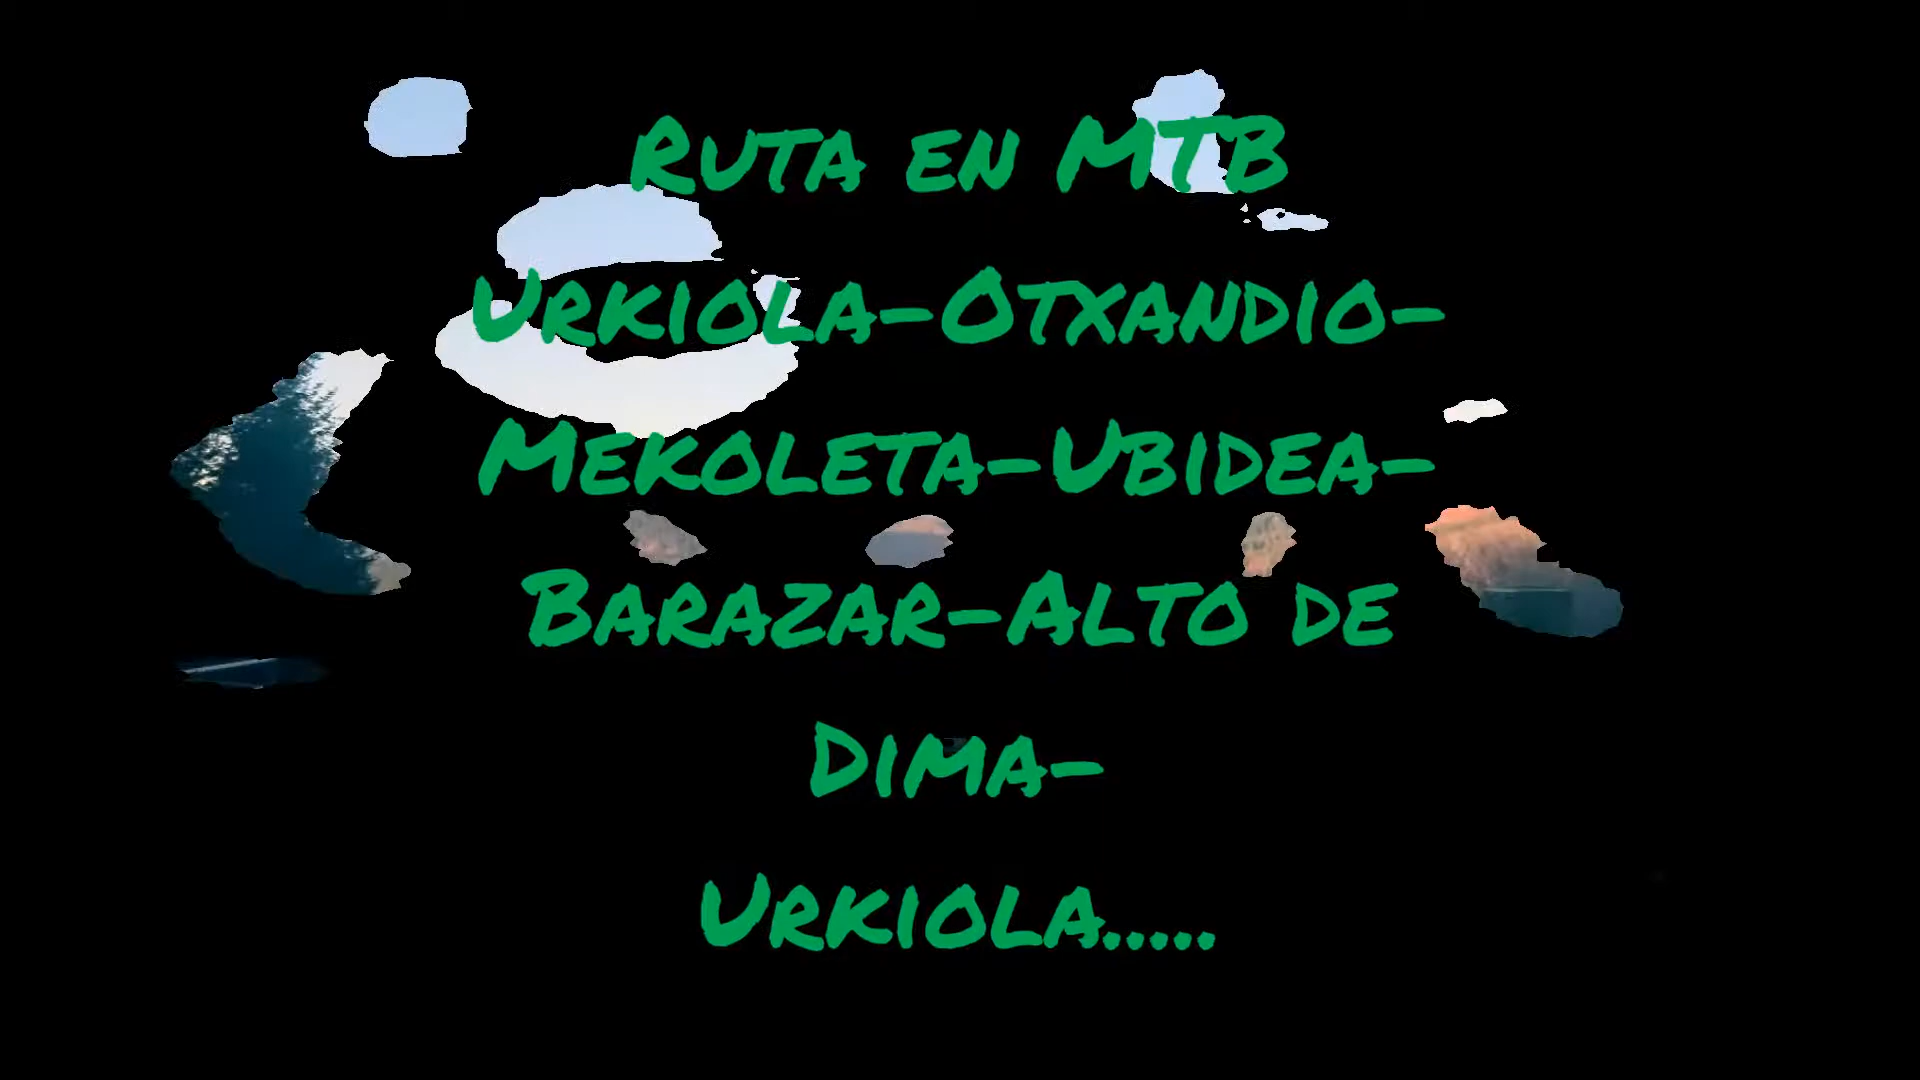 Ruta en MTB
Urkiola-Otxandio-
Mekoleta-Ubidea-
Barazar-Alto de
Dima-
Urkiola.....